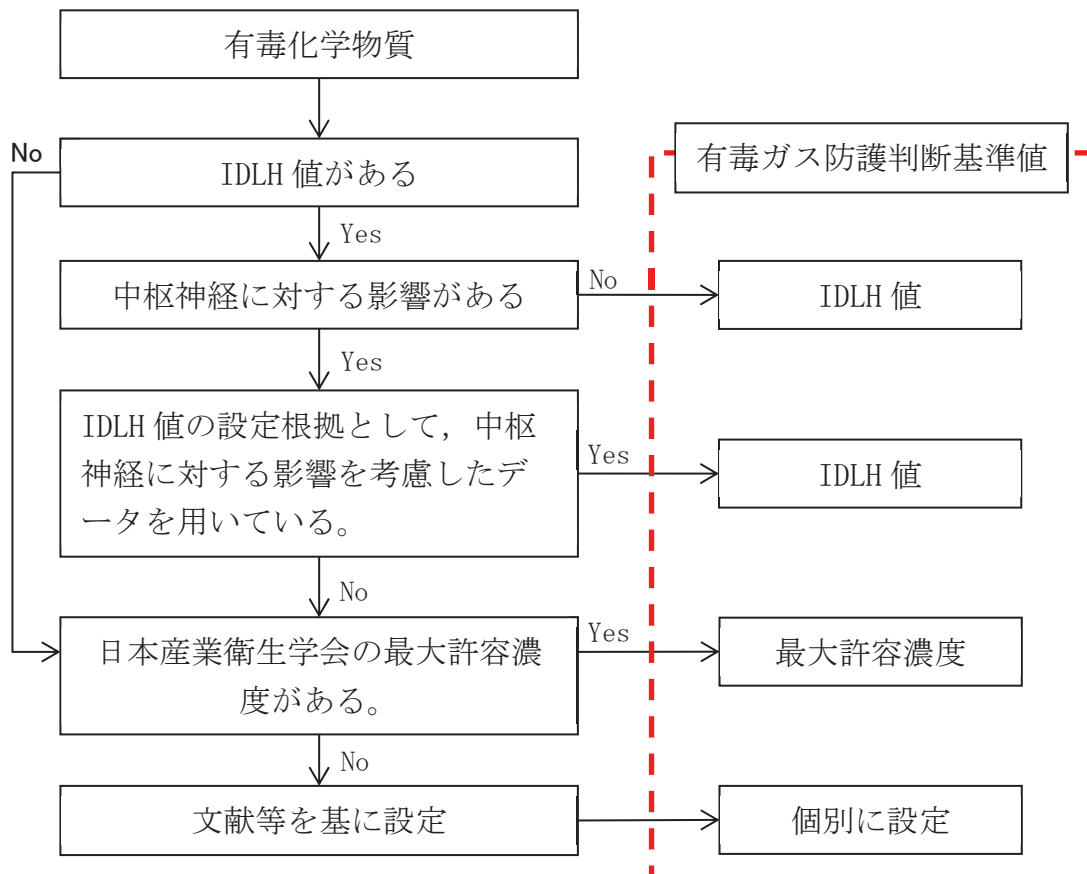 有毒化学物質
No
IDLH 値がある
有毒ガス防護判断基準値
Yes
中枢神経に対する影響がある
No
IDLH 値
Yes
IDLH 値の設定根拠として，中枢
神経に対する影響を考慮したデ
ータを用いている。
Yes
IDLH 値
No
日本産業衛生学会の最大許容濃
度がある。
Yes
最大許容濃度
No
文献等を基に設定
個別に設定